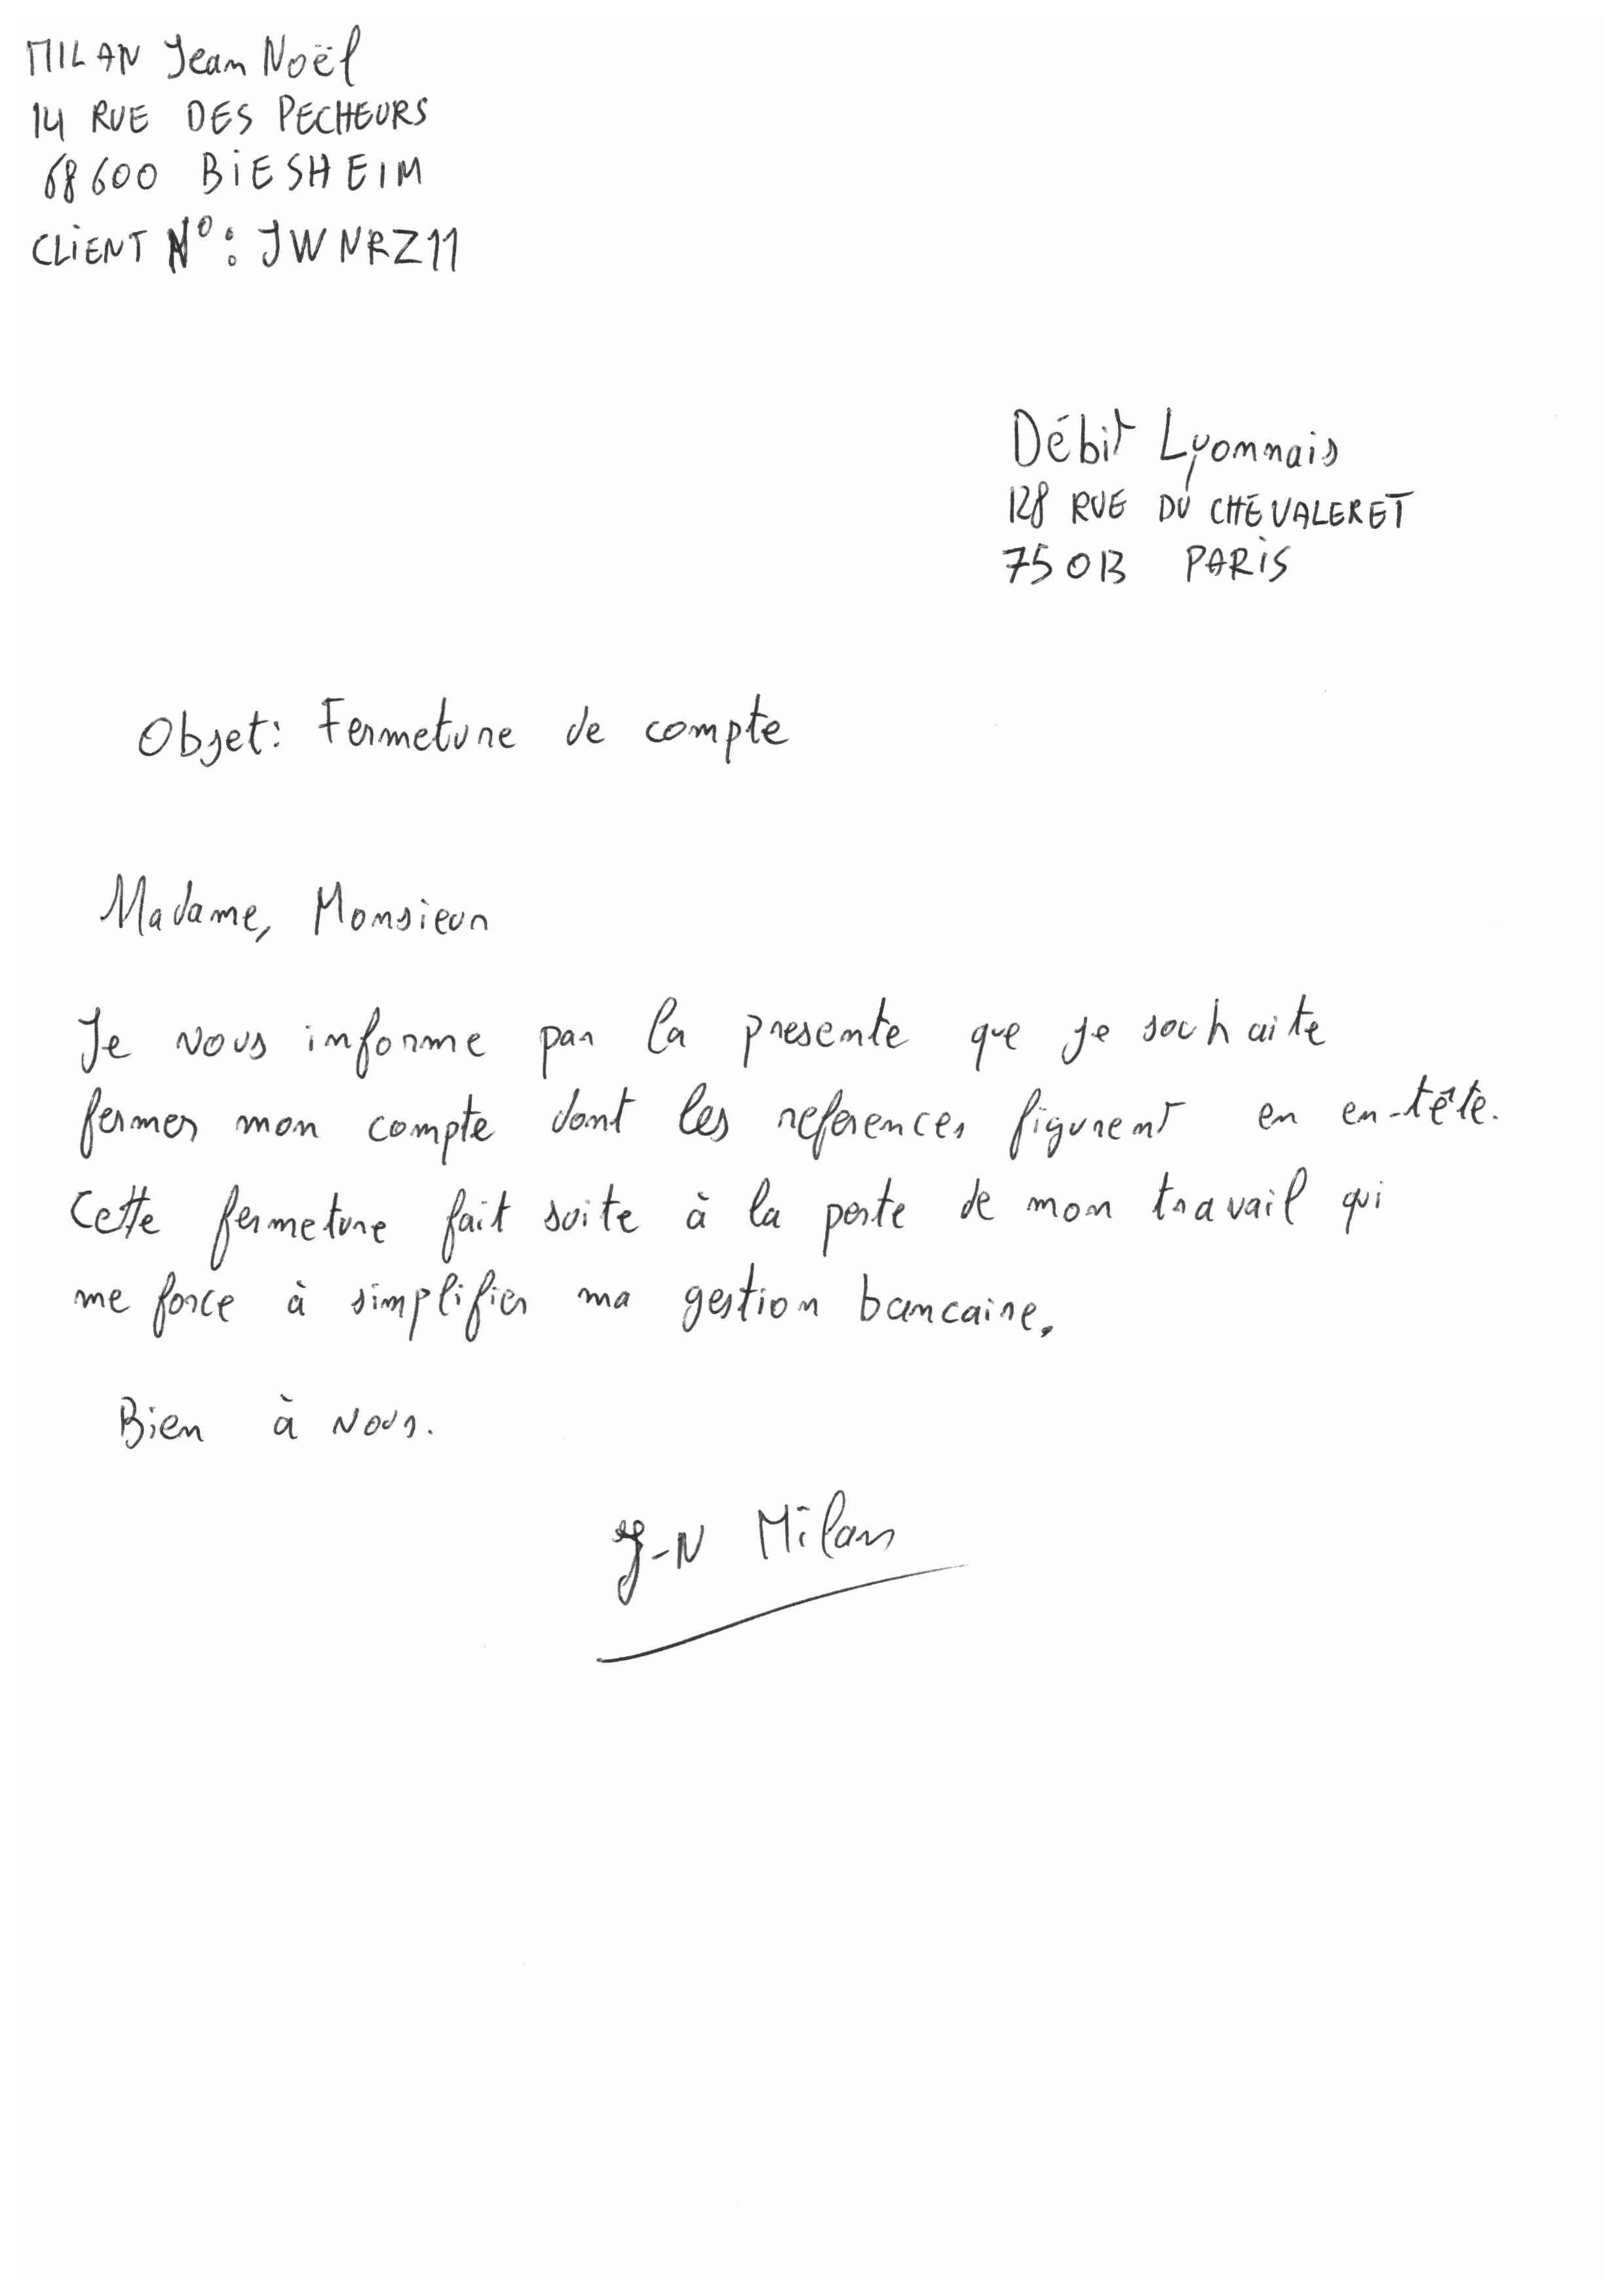 MILAN Jean Noël
14 RUE DES PECHEURS
68600 BIESHEIM
CLIENT N° : JWNRZ11
Débit Lyonnais
128 RUE DU CHEVALERET
75013 PARIS
Objet: Fermeture de compte
Madame, Monsieur
Je vous informe par la presente que je souhaite
fermer mon compte dont les references figurent en en-tête.
Cette fermeture fait suite à la perte de mon travail qui
me force à simplifier ma gestion bancaire.
Bien à vous.
J-N Milan